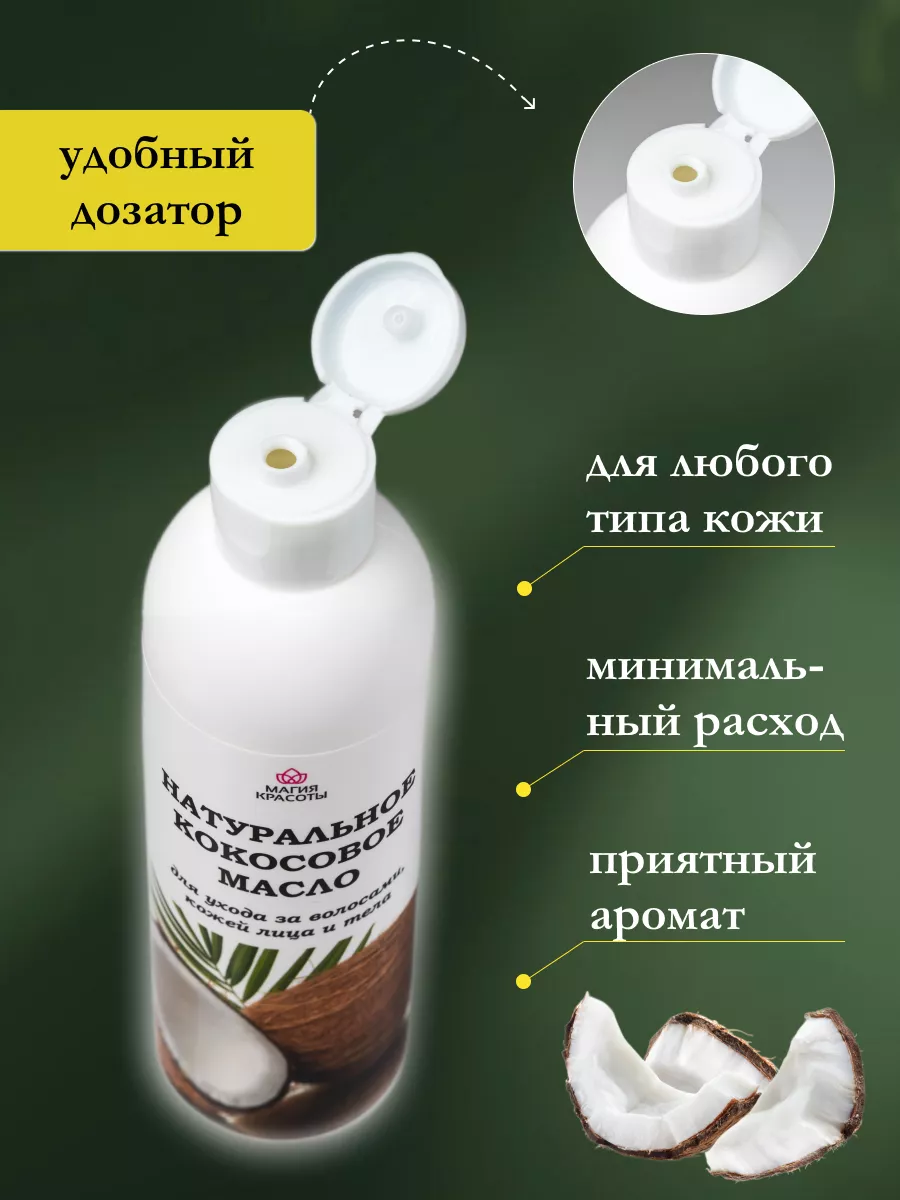 удобный
дозатор
для любого
типа кожи
минималь-
ный расход
приятный
аромат
МАГИЯ
КРАСОТЫ
НАТУРАЛЬНОЕ
КОКОСОВОЕ
МАСЛО
для ухода за волосами,
кожей лица и тела